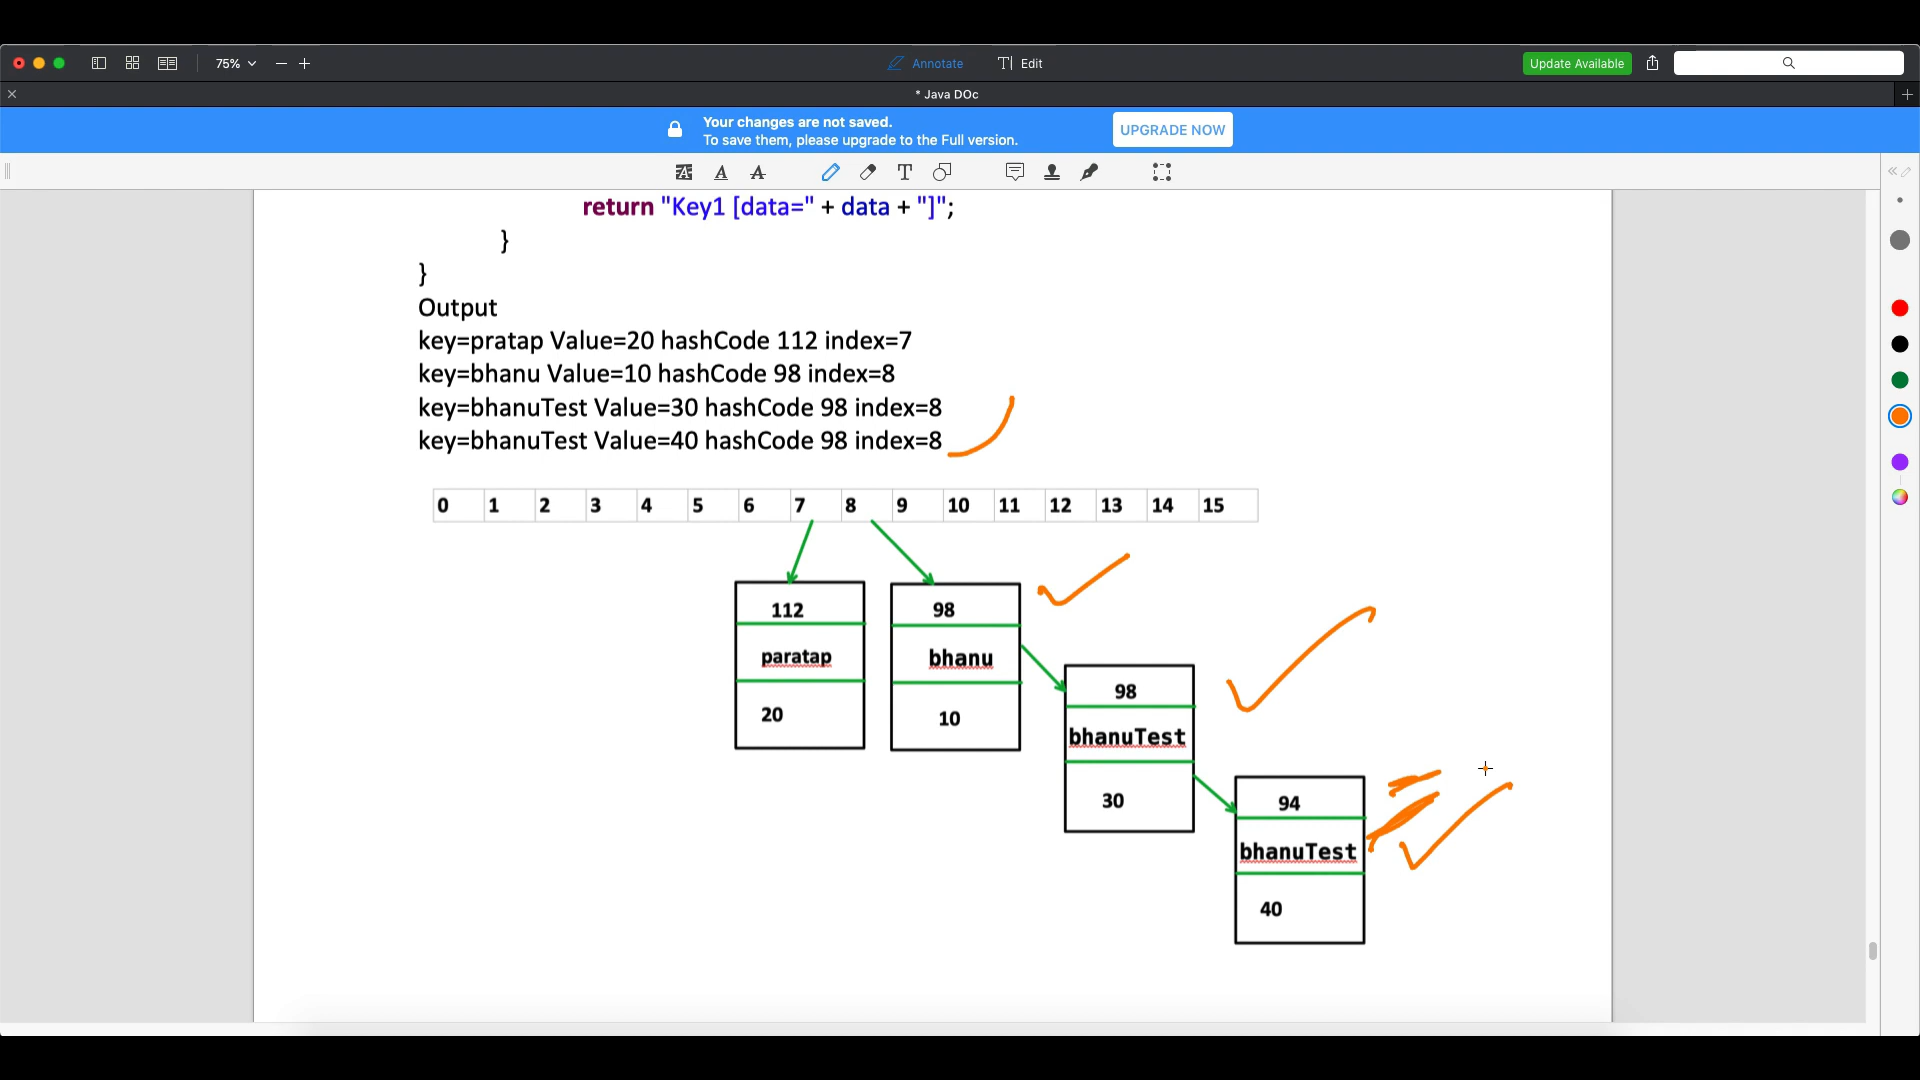 75%
Annotate
Edit
Update Available
* Java DOc
Your changes are not saved.
To save them, please upgrade to the Full version.
UPGRADE NOW
return "Key1 [data=" + data + "]";
}
}
Output
key=pratap Value=20 hashCode 112 index=7
key=bhanu Value=10 hashCode 98 index=8
key=bhanuTest Value=30 hashCode 98 index=8
key=bhanuTest Value=40 hashCode 98 index=8
0 1 2 3 4 5 6 7 8 9 10 11 12 13 14 15
112
paratap
20
98
bhanu
10
98
bhanuTest
30
94
bhanuTest
40